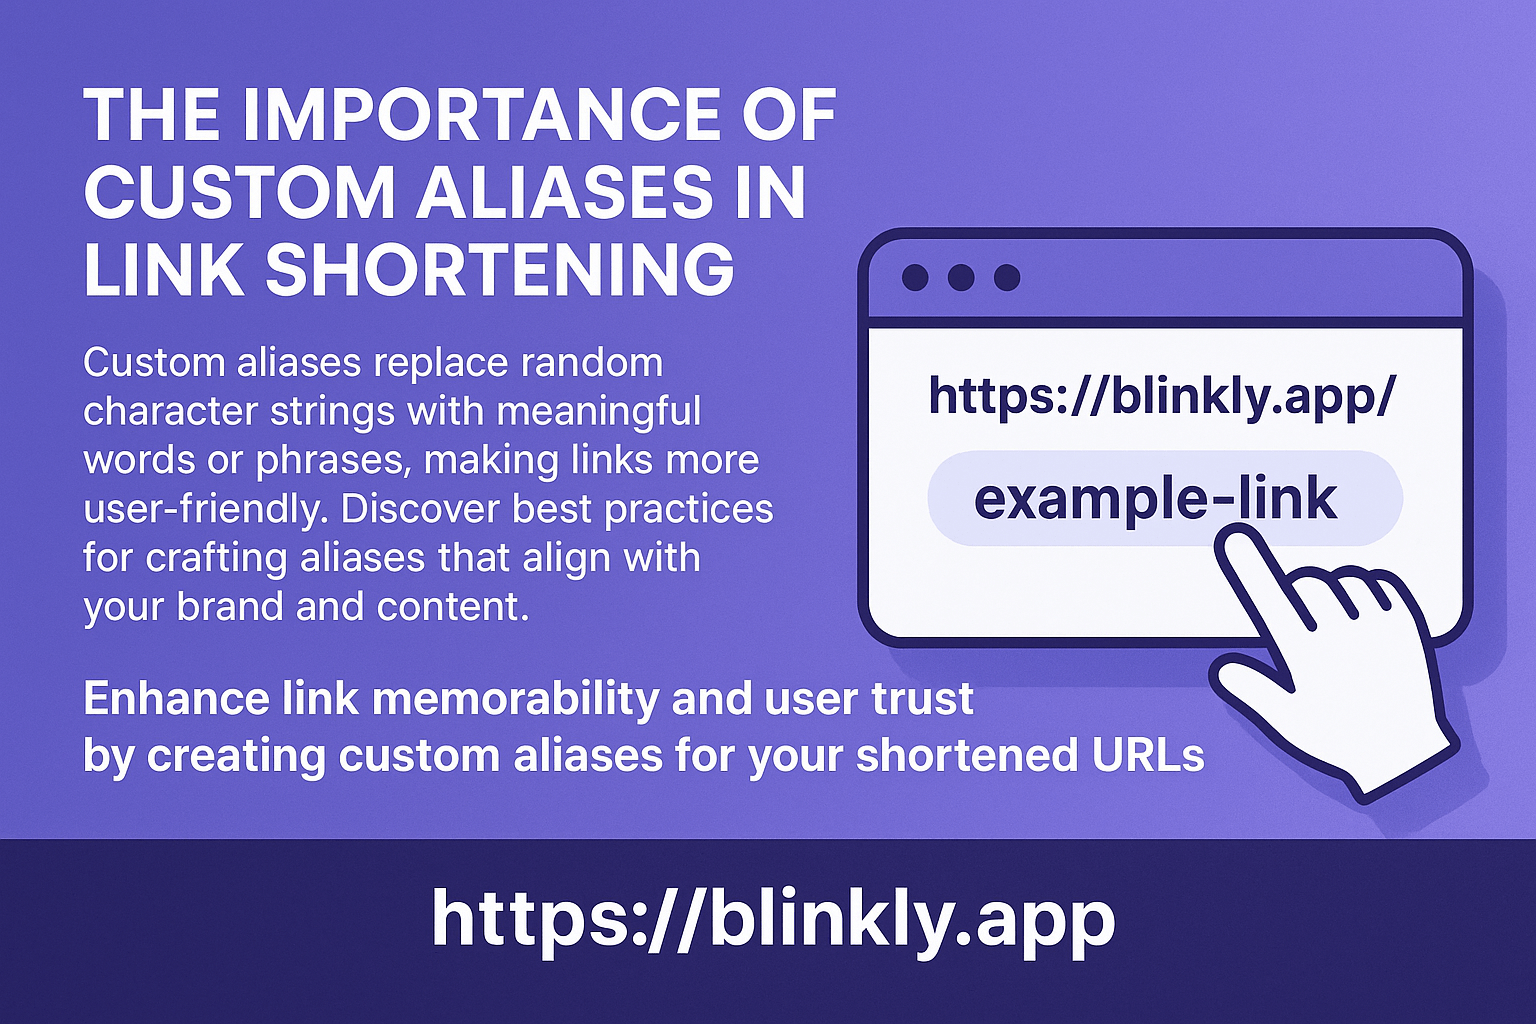 THE IMPORTANCE OF
CUSTOM ALIASES IN
LINK SHORTENING
Custom aliases replace random
character strings with meaningful
words or phrases, making links more
user-friendly. Discover best practices
for crafting aliases that align with
your brand and content.
https://blinkly.app/
example-link
Enhance link memorability and user trust
by creating custom aliases for your shortened URLs
https://blinkly.app